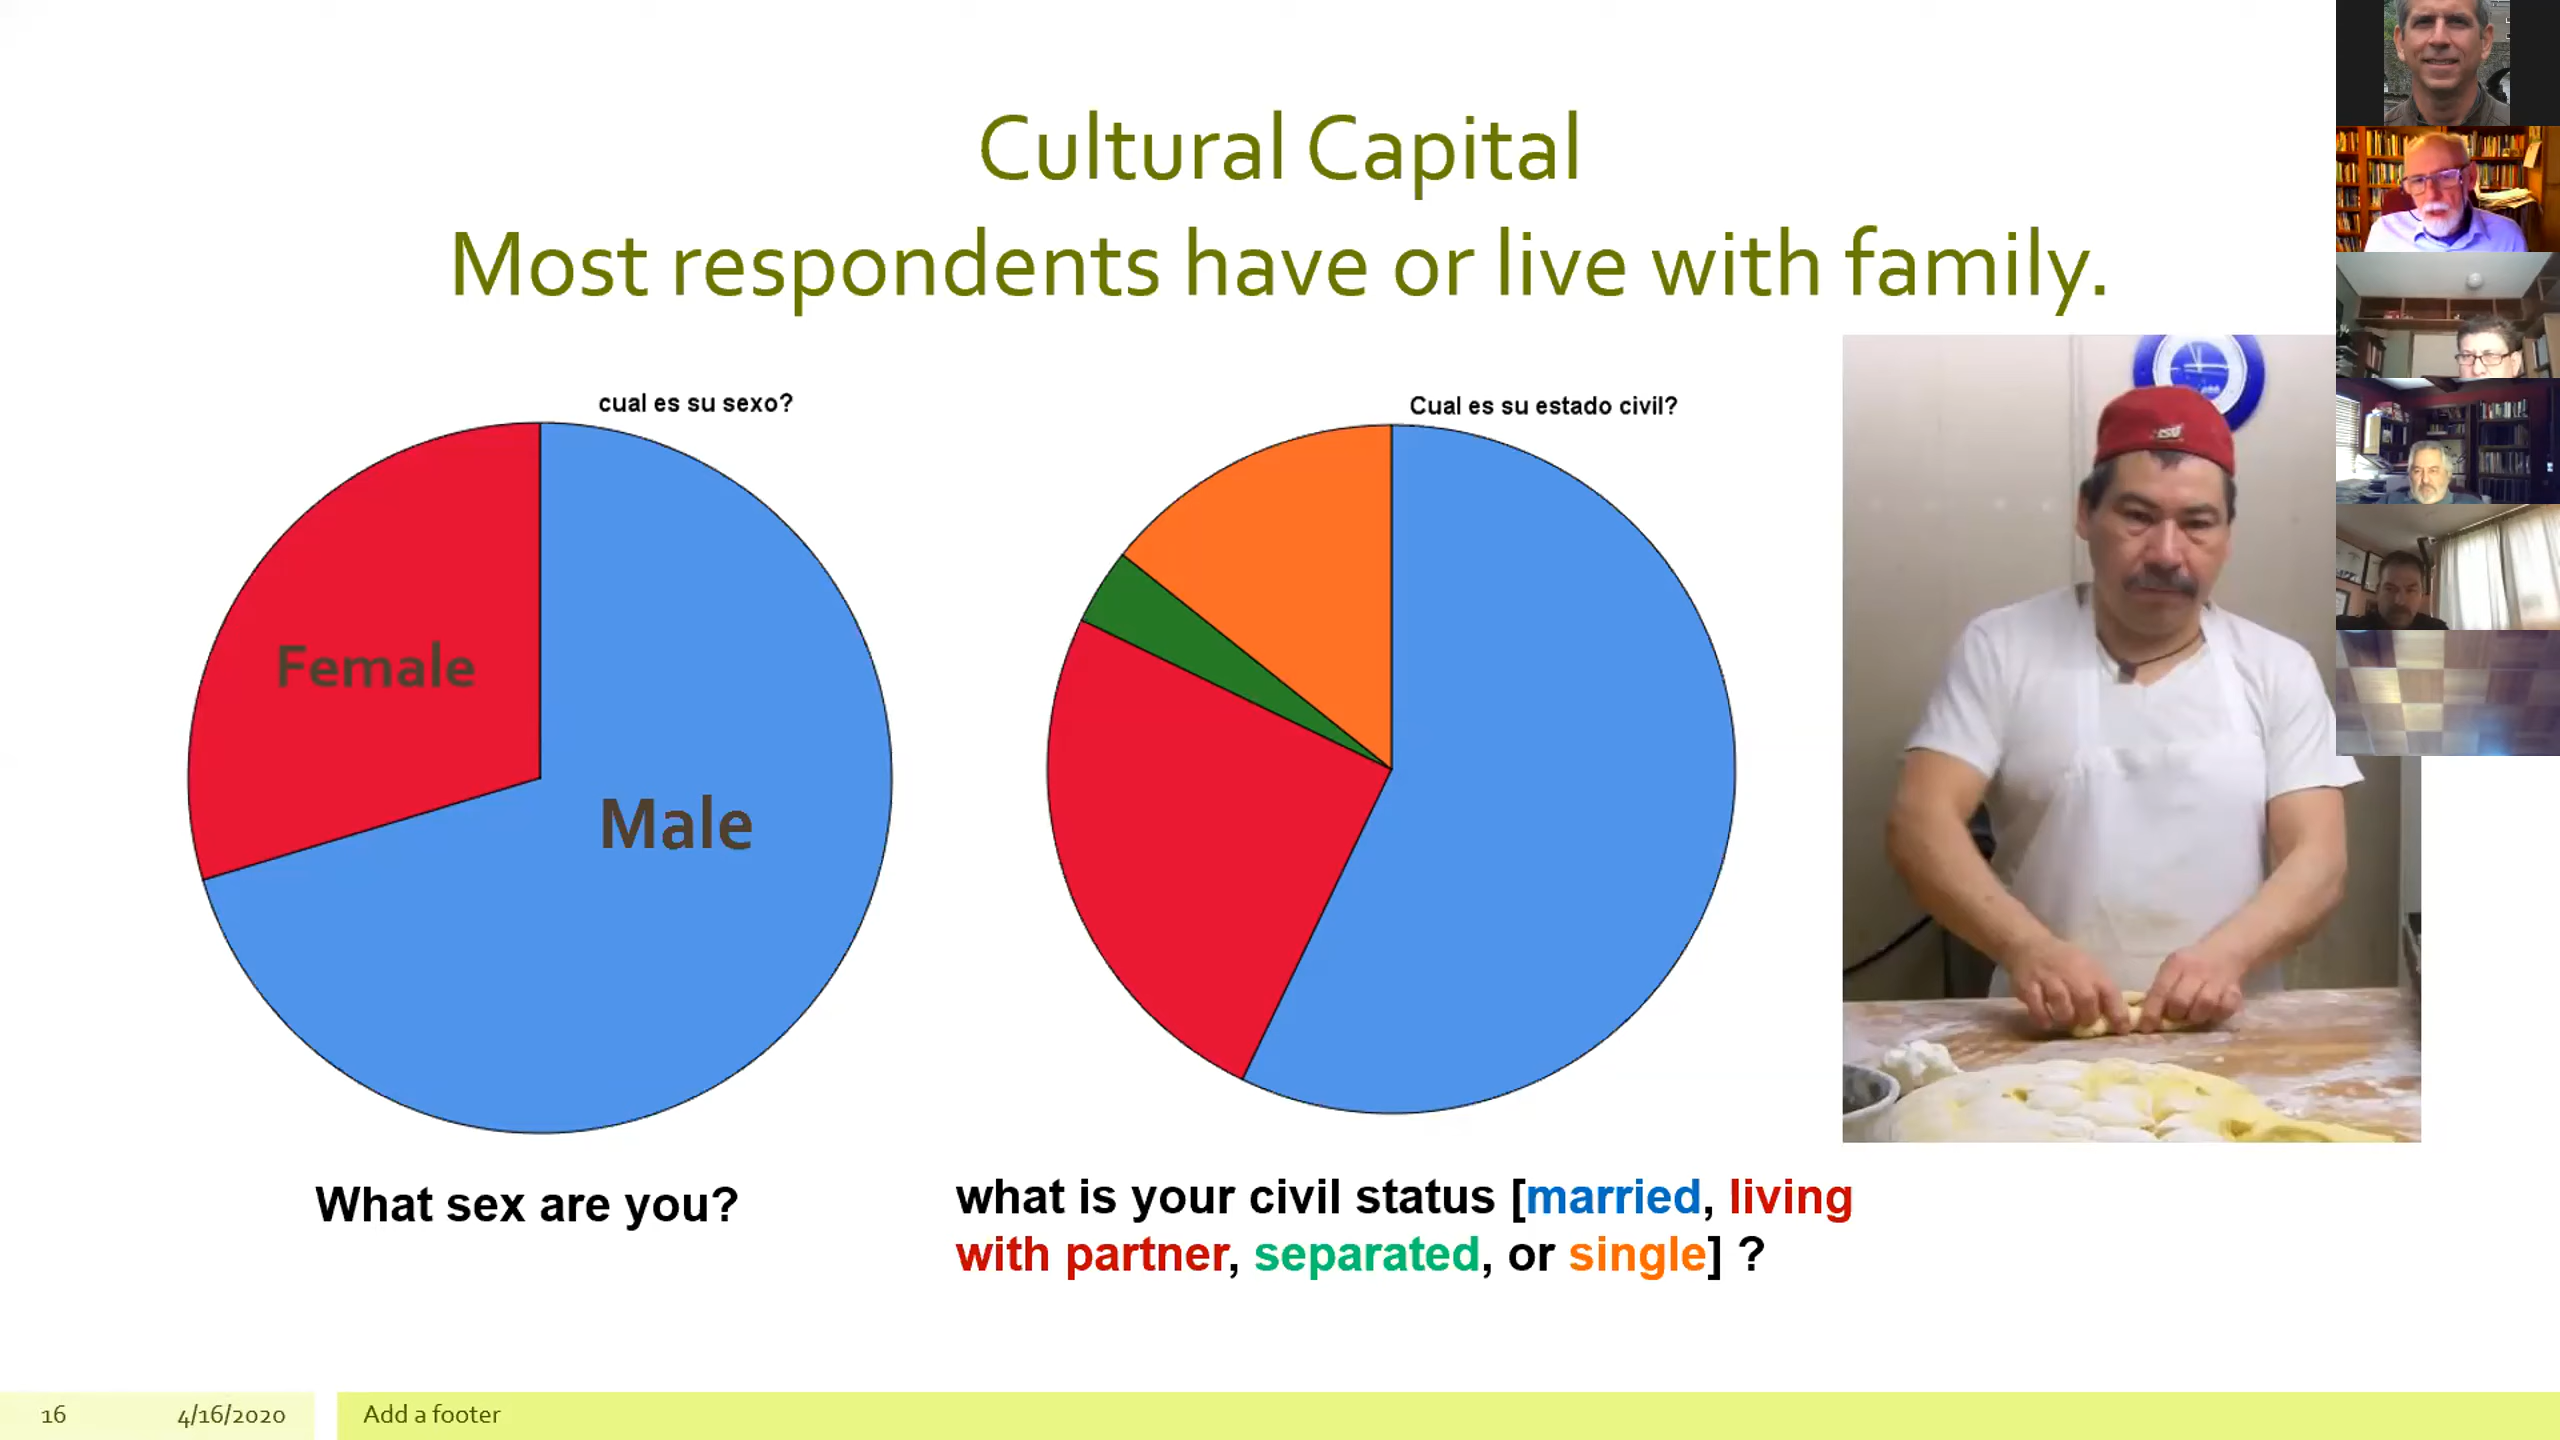 Cultural Capital
Most respondents have or live with family.
cual es su sexo?
Female
Male
What sex are you?
Cual es su estado civil?
what is your civil status [married, living
with partner, separated, or single] ?
16
4/16/2020
Add a footer